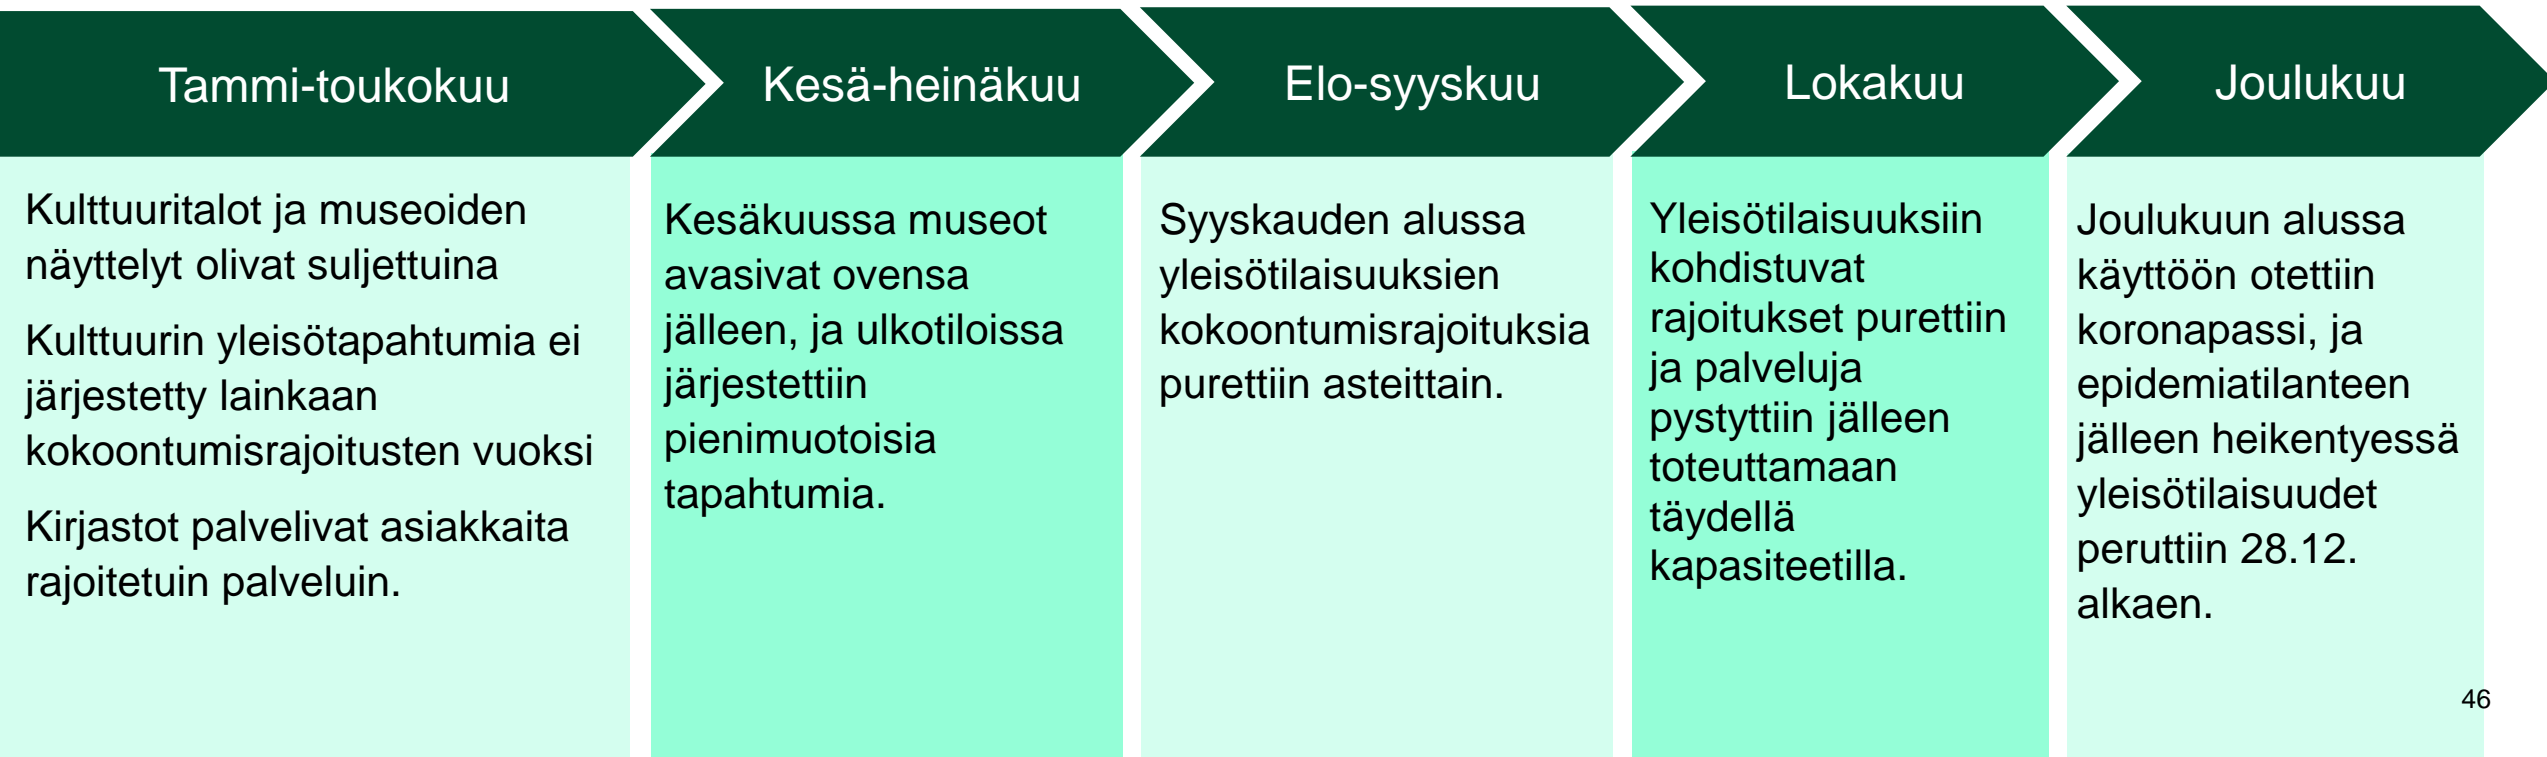 Tammi-toukokuu
Kulttuuritalot ja museoiden
näyttelyt olivat suljettuina
Kulttuurin yleisötapahtumia ei
järjestetty lainkaan
kokoontumisrajoitusten vuoksi
Kirjastot palvelivat asiakkaita
rajoitetuin palveluin.
Kesä-heinäkuu
Kesäkuussa museot
avasivat ovensa
jälleen, ja ulkotiloissa
järjestettiin
pienimuotoisia
tapahtumia.
Elo-syyskuu
Syyskauden alussa
yleisötilaisuuksien
kokoontumisrajoituksia
purettiin asteittain.
Lokakuu
Yleisötilaisuuksiin
kohdistuvat
rajoitukset purettiin
ja palveluja
pystyttiin jälleen
toteuttamaan
täydellä
kapasiteetilla.
Joulukuu
Joulukuun alussa
käyttöön otettiin
koronapassi, ja
epidemiatilanteen
jälleen heikentyessä
yleisötilaisuudet
peruttiin 28.12.
alkaen.
46